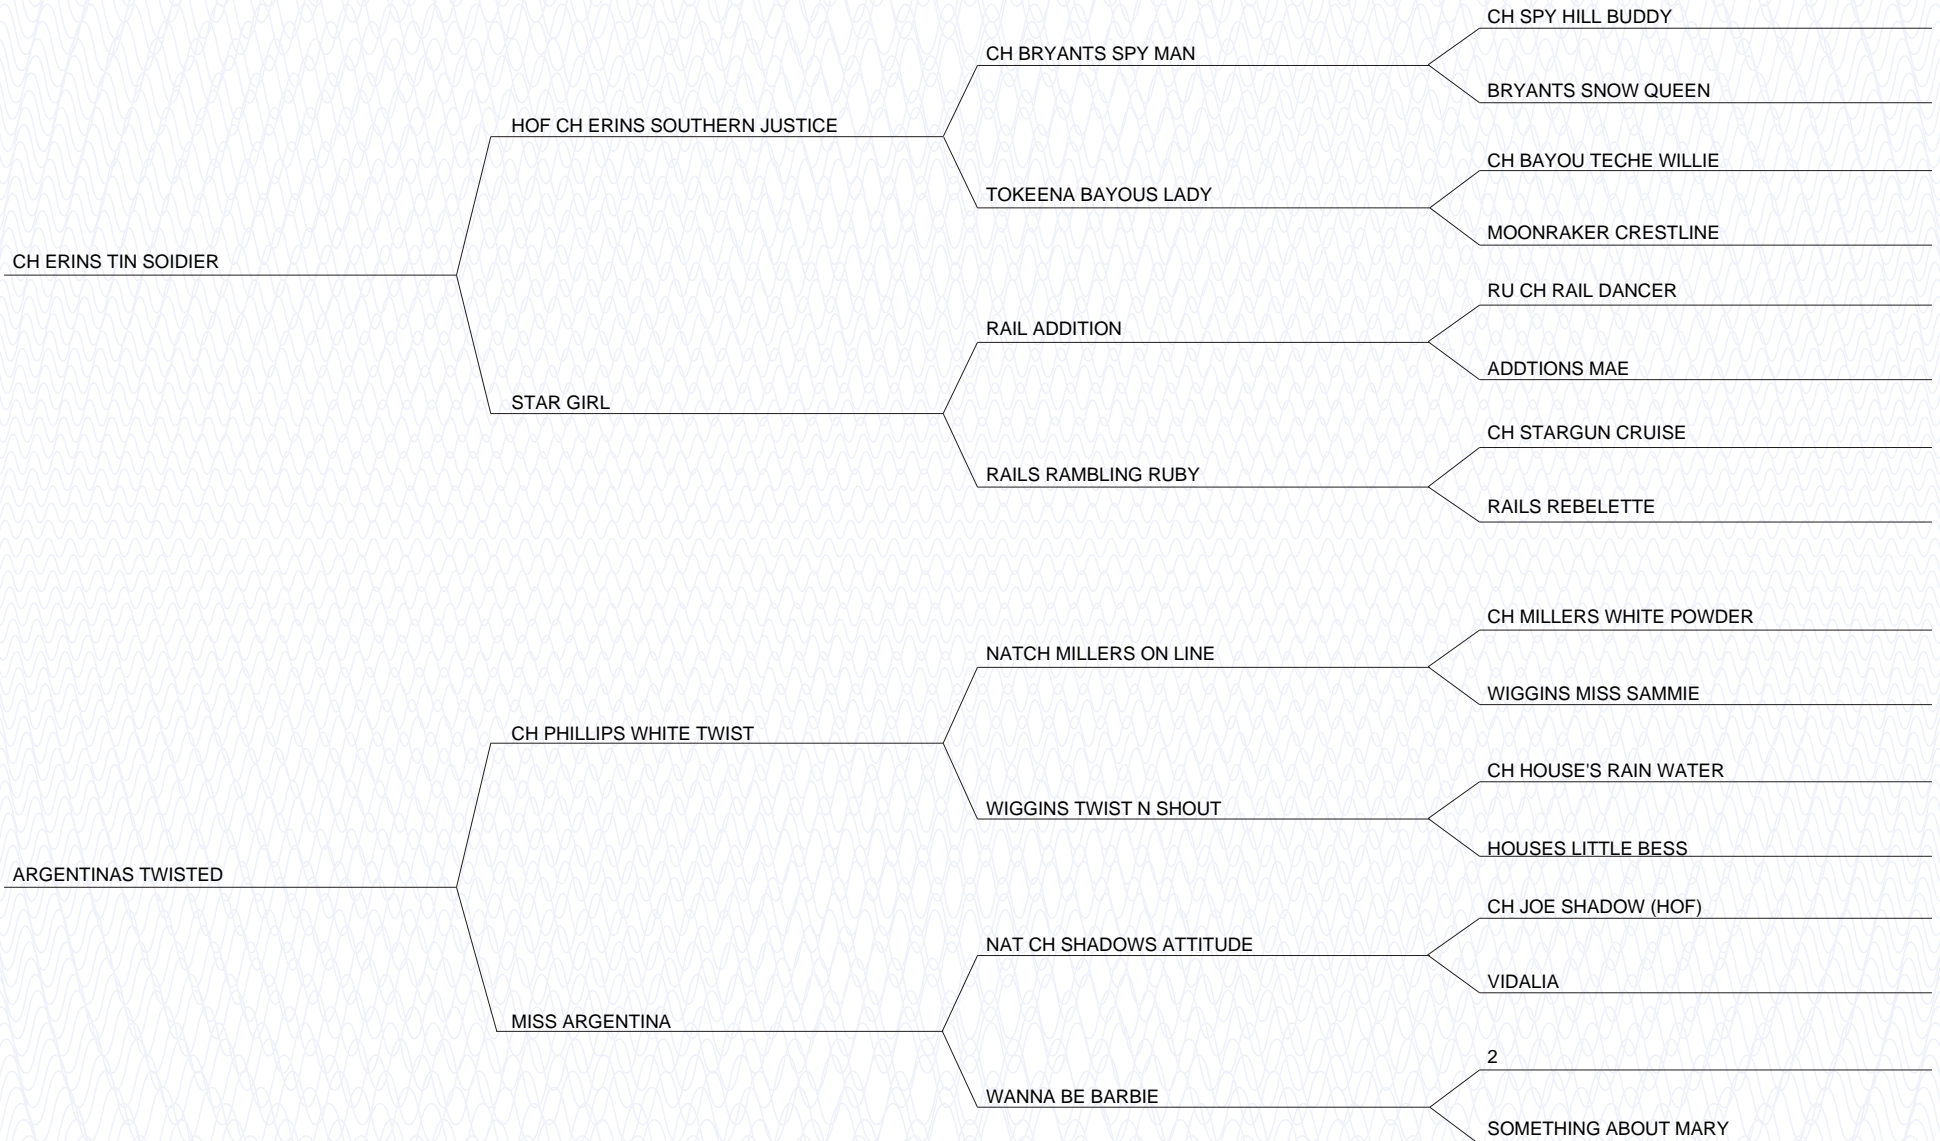 CH SPY HILL BUDDY
CH BRYANTS SPY MAN
BRYANTS SNOW QUEEN
HOF CH ERINS SOUTHERN JUSTICE
CH BAYOU TECHE WILLIE
TOKEENA BAYOUS LADY
MOONRAKER CRESTLINE
CH ERINS TIN SOIDIER
RU CH RAIL DANCER
RAIL ADDITION
ADDTIONS MAE
STAR GIRL
CH STARGUN CRUISE
RAILS RAMBLING RUBY
RAILS REBELETTE
CH MILLERS WHITE POWDER
NATCH MILLERS ON LINE
WIGGINS MISS SAMMIE
CH PHILLIPS WHITE TWIST
CH HOUSE'S RAIN WATER
WIGGINS TWIST N SHOUT
HOUSES LITTLE BESS
ARGENTINAS TWISTED
CH JOE SHADOW (HOF)
NAT CH SHADOWS ATTITUDE
VIDALIA
MISS ARGENTINA
2
WANNA BE BARBIE
SOMETHING ABOUT MARY